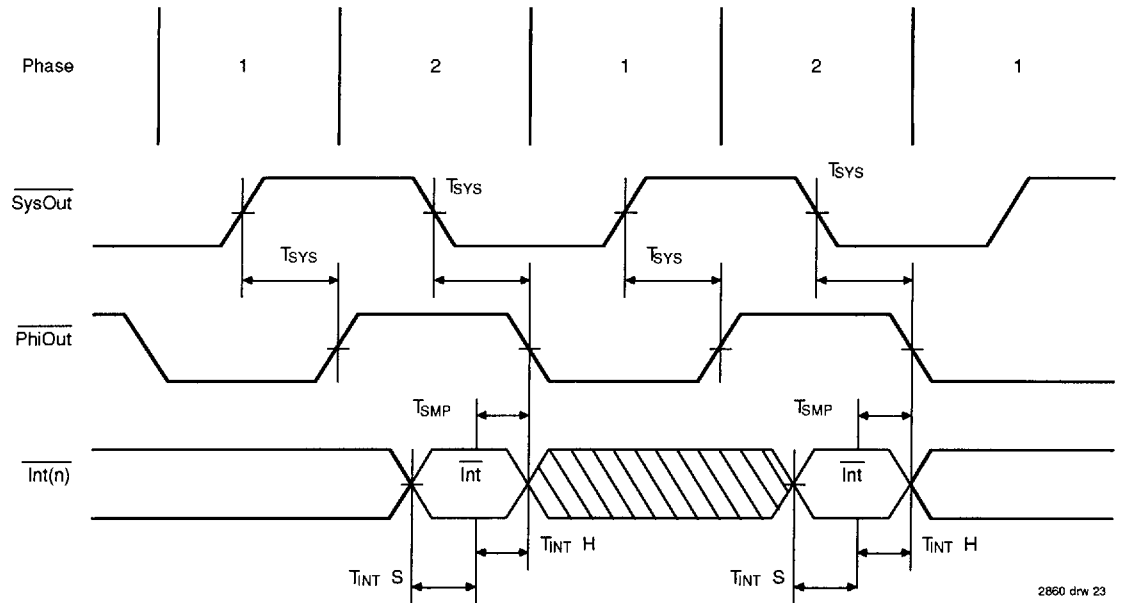 Phase 1 2 1 2 1
SysOut TSYS TSYS
TSYS TSYS
PhiOut
TSMP TSMP
Int(n) Int Int
TINT H TINT H
TINT S TINT S
2860 drw 23